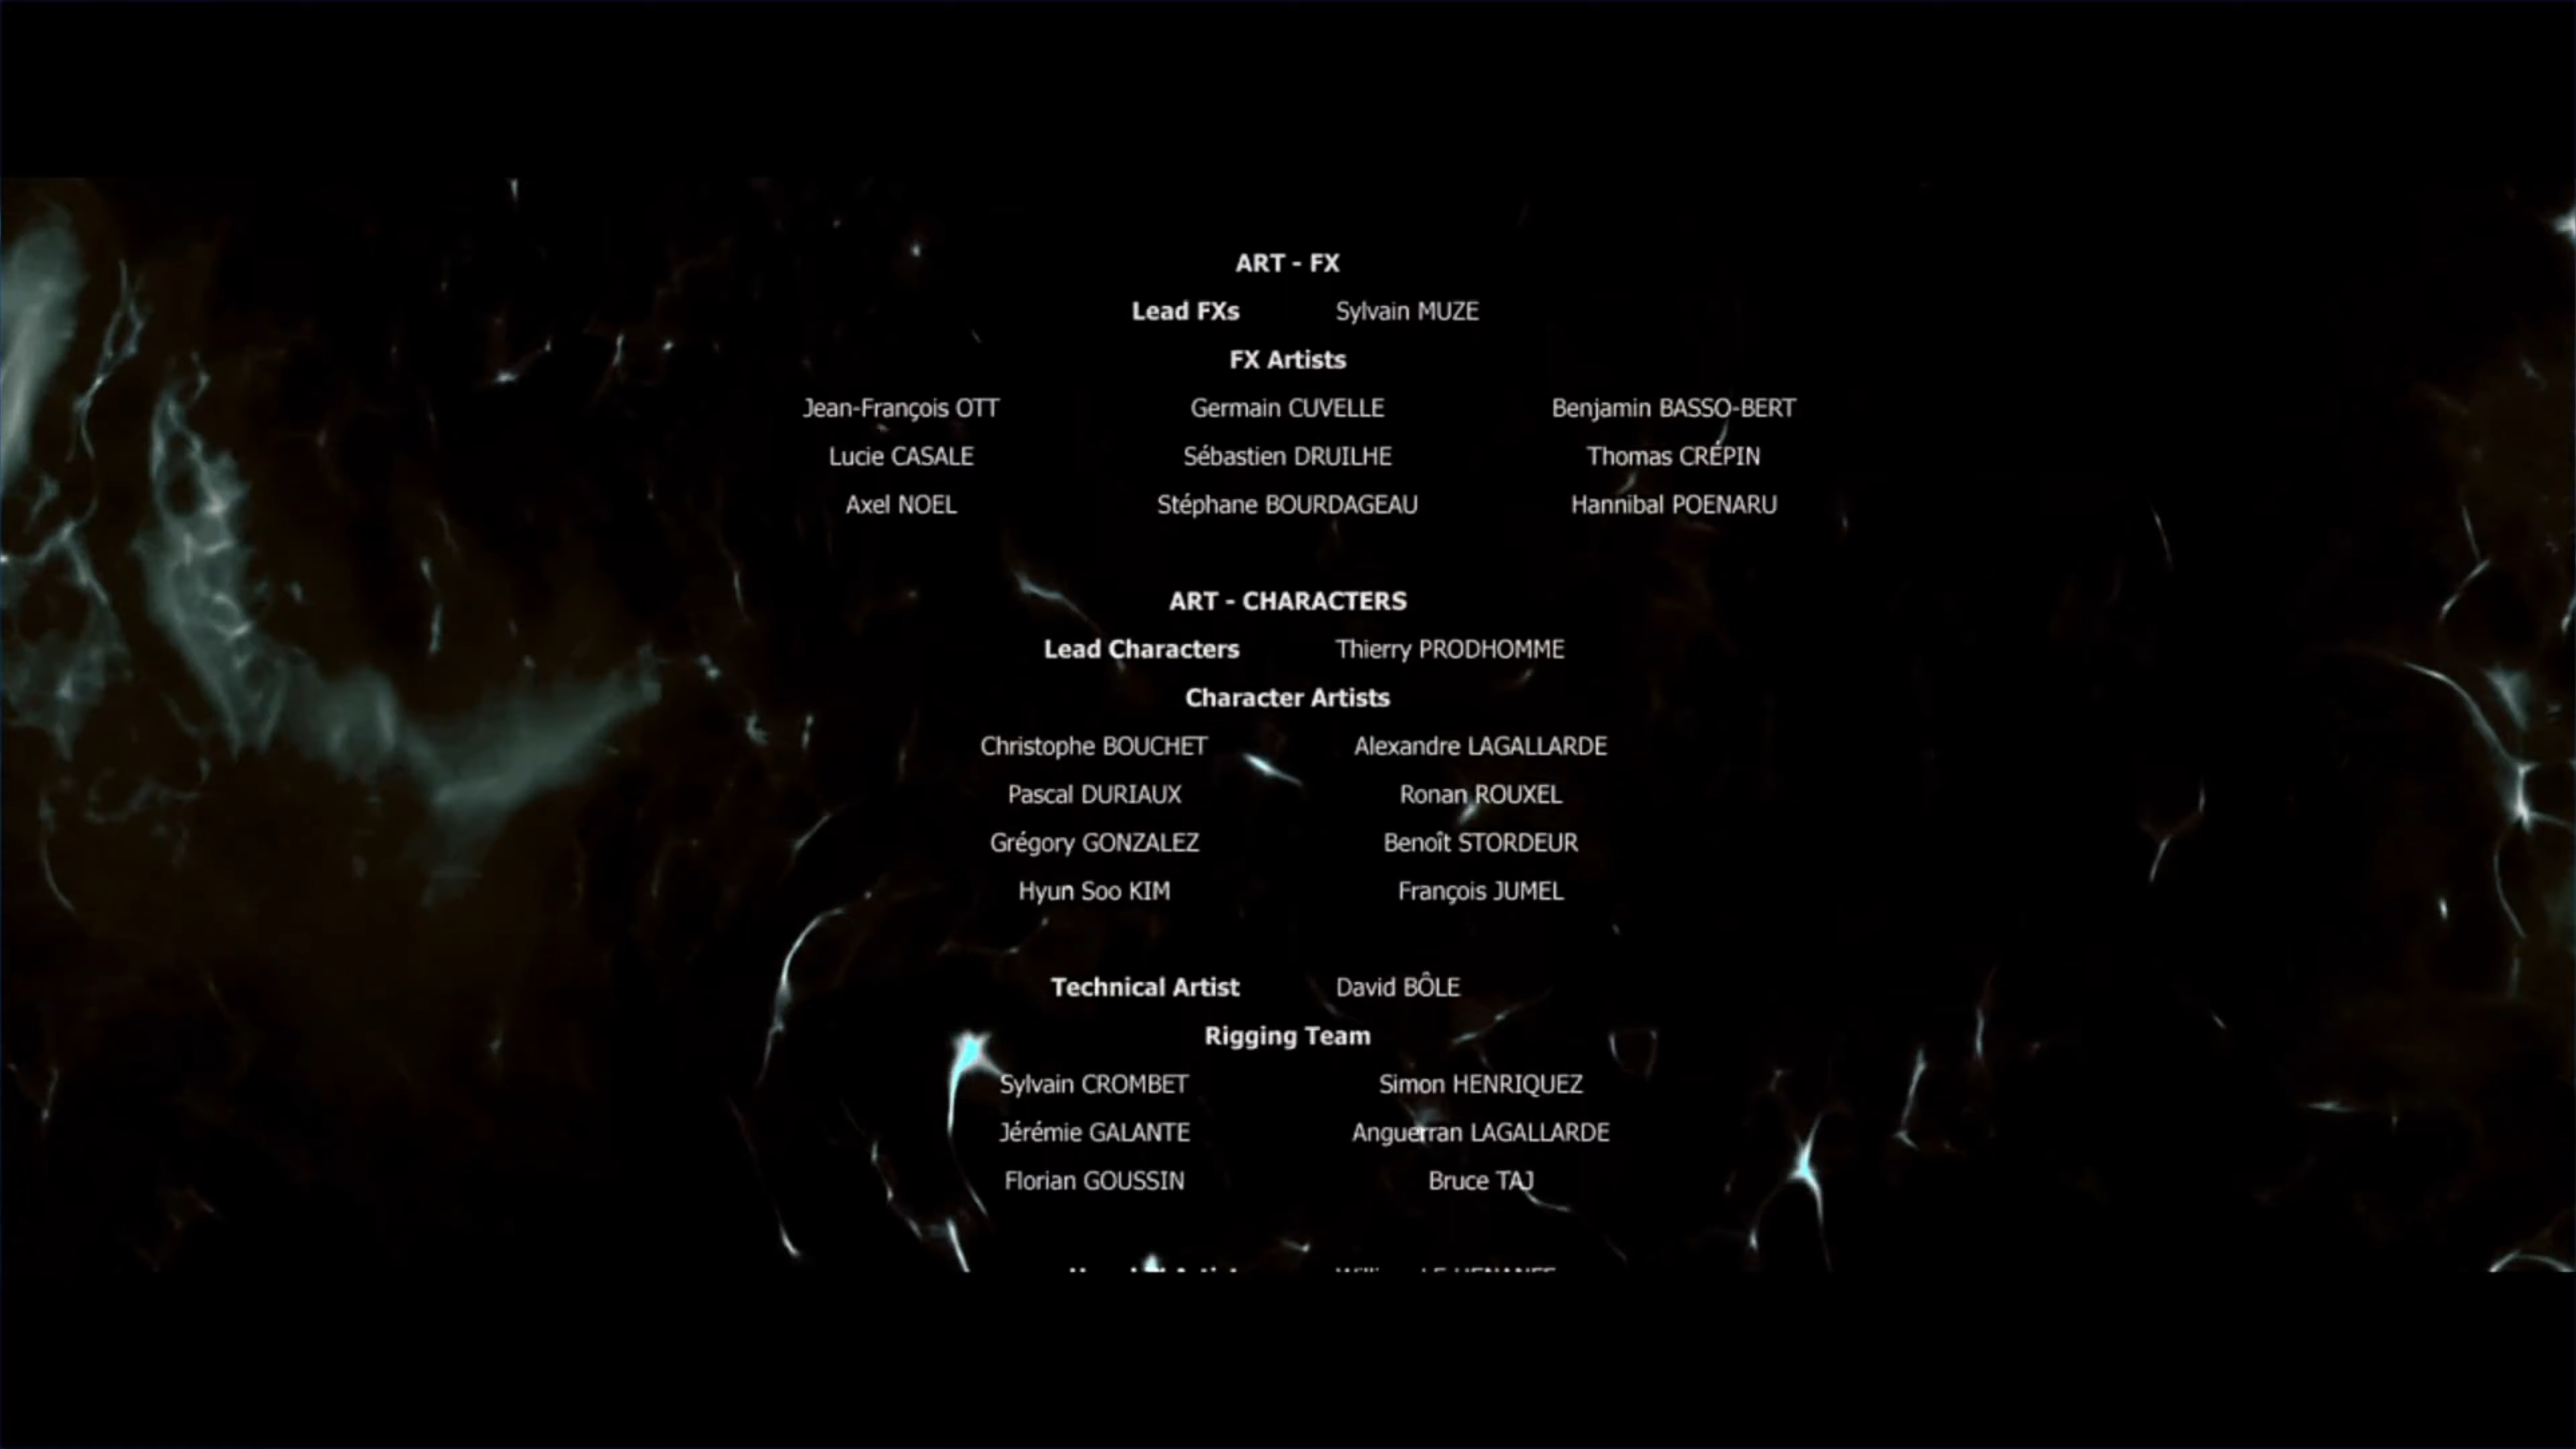 ART - FX
Lead FXs Sylvain MUZE
FX Artists
Jean-François OTT Germain CUVELLE Benjamin BASSO-BERT
Lucie CASALE Sébastien DRUILHE Thomas CRÉPIN
Axel NOEL Stéphane BOURDAGEAU Hannibal POENARU
ART - CHARACTERS
Lead Characters Thierry PRODHOMME
Character Artists
Christophe BOUCHET Alexandre LAGALLARDE
Pascal DURIAUX Ronan ROUXEL
Grégory GONZALEZ Benoît STORDEUR
Hyun Soo KIM François JUMEL
Technical Artist David BÔLE
Rigging Team
Sylvain CROMBET Simon HENRIQUEZ
Jérémie GALANTE Anguerran LAGALLARDE
Florian GOUSSIN Bruce TAJ